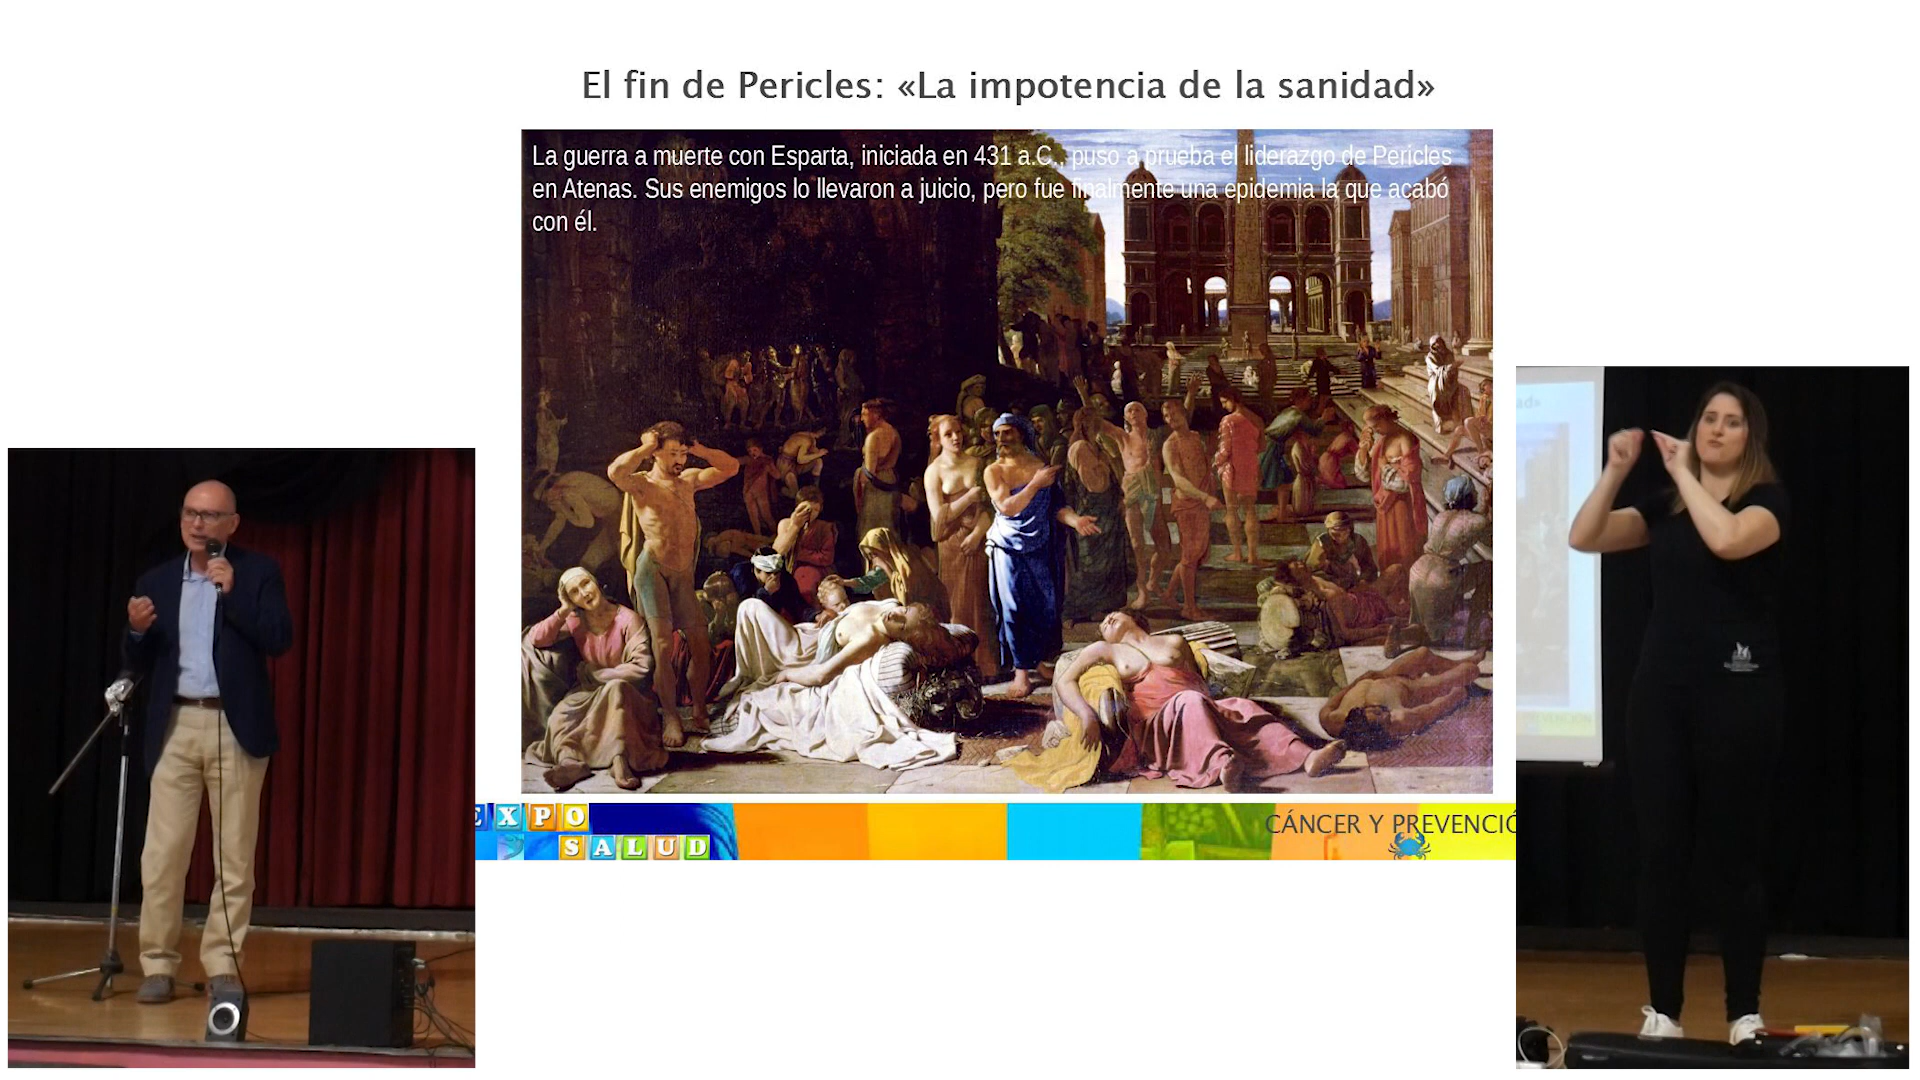 El fin de Pericles: «La impotencia de la sanidad»
La guerra a muerte con Esparta, iniciada en 431 a.C., puso a prueba el liderazgo de Pericles
en Atenas. Sus enemigos lo llevaron a juicio, pero fue finalmente una epidemia la que acabó
con él.
EXPO
SALUD
CÁNCER Y PREVENCIÓ
ad»